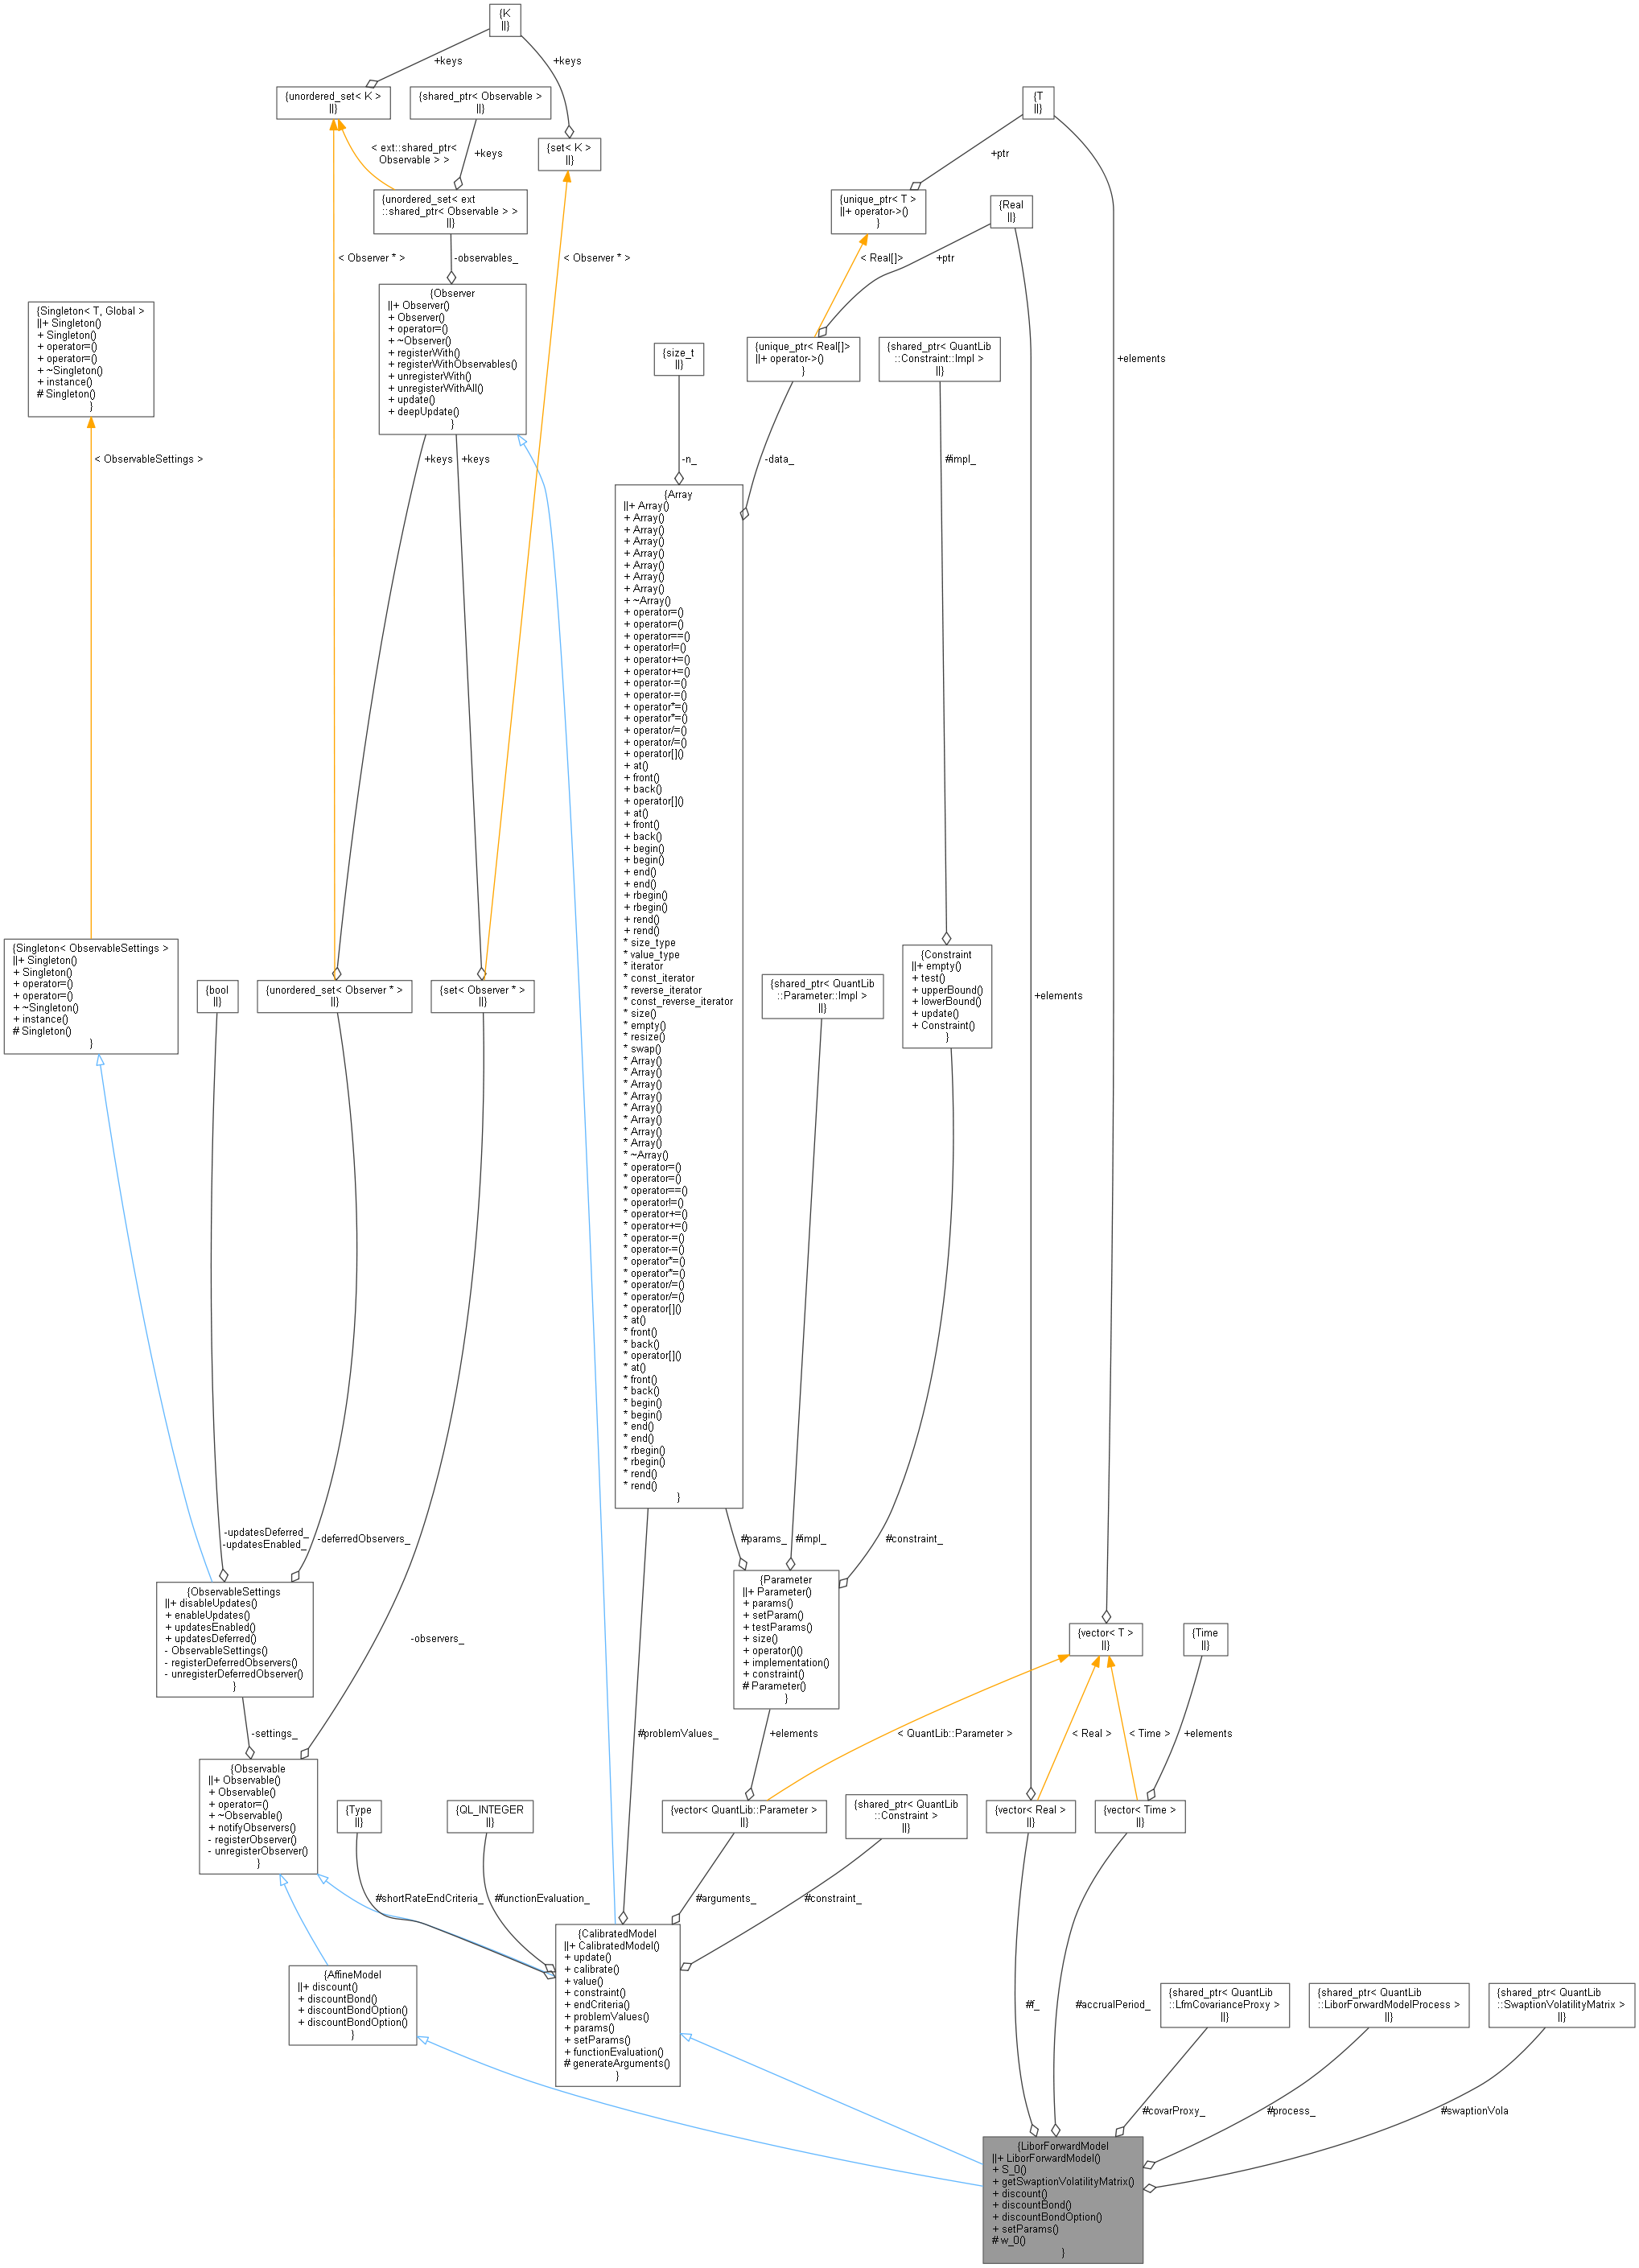 {K
||}
+keys
+keys
{unordered_set< K >
||}
{shared_ptr< Observable >
||}
{T
||}
< ext::shared_ptr<
Observable > >
+keys
{set< K >
||}
+ptr
{unordered_set< ext
::shared_ptr< Observable > >
||}
{unique_ptr< T >
||+ operator->()
}
{Real
||}
< Observer * >
-observables_
< Observer * >
< Real[]>
+ptr
{Singleton< T, Global >
||+ Singleton()
+ Singleton()
+ operator=()
+ operator=()
+ ~Singleton()
+ instance()
# Singleton()
}
{Observer
||+ Observer()
+ Observer()
+ operator=()
+ ~Observer()
+ registerWith()
+ registerWithObservables()
+ unregisterWith()
+ unregisterWithAll()
+ update()
+ deepUpdate()
}
{size_t
||}
{unique_ptr< Real[]>
||+ operator->()
}
{shared_ptr< QuantLib
::Constraint::Impl >
||}
+elements
< ObservableSettings >
+keys
+keys
-n_
-data_
#impl_
{Array
||+ Array()
+ Array()
+ Array()
+ Array()
+ Array()
+ Array()
+ Array()
+ Array()
+ ~Array()
+ operator=()
+ operator=()
+ operator==()
+ operator!=()
+ operator+=()
+ operator+=()
+ operator-=()
+ operator-=()
+ operator*=()
+ operator*=()
+ operator/=()
+ operator/=()
+ operator[]()
+ at()
+ front()
+ back()
+ operator[]()
+ at()
+ front()
+ back()
+ begin()
+ begin()
+ end()
+ end()
+ rbegin()
+ rbegin()
+ rend()
+ rend()
* size_type
* value_type
* iterator
* const_iterator
* reverse_iterator
* const_reverse_iterator
* size()
* empty()
* resize()
* swap()
* Array()
* Array()
* Array()
* Array()
* Array()
* Array()
* Array()
* Array()
* ~Array()
* operator=()
* operator=()
* operator==()
* operator!=()
* operator+=()
* operator+=()
* operator-=()
* operator-=()
* operator*=()
* operator*=()
* operator/=()
* operator/=()
* operator[]()
* at()
* front()
* back()
* operator[]()
* at()
* front()
* back()
* begin()
* begin()
* end()
* end()
* rbegin()
* rbegin()
* rend()
* rend()
}
{Singleton< ObservableSettings >
||+ Singleton()
+ Singleton()
+ operator=()
+ operator=()
+ ~Singleton()
+ instance()
# Singleton()
}
{bool
||}
{unordered_set< Observer * >
||}
{set< Observer * >
||}
{shared_ptr< QuantLib
::Parameter::Impl >
||}
{Constraint
||+ empty()
+ test()
+ upperBound()
+ lowerBound()
+ update()
+ Constraint()
}
+elements
-updatesDeferred_
-updatesEnabled_
-deferredObservers_
#params_
#impl_
#constraint_
{ObservableSettings
||+ disableUpdates()
+ enableUpdates()
+ updatesEnabled()
+ updatesDeferred()
- ObservableSettings()
- registerDeferredObservers()
- unregisterDeferredObserver()
}
-observers_
{Parameter
||+ Parameter()
+ params()
+ setParam()
+ testParams()
+ size()
+ operator()()
+ implementation()
+ constraint()
# Parameter()
}
{vector< T >
||}
{Time
||}
-settings_
#problemValues_
+elements
< QuantLib::Parameter >
< Real >
< Time >
+elements
{Observable
||+ Observable()
+ Observable()
+ operator=()
+ ~Observable()
+ notifyObservers()
- registerObserver()
- unregisterObserver()
}
{Type
||}
{QL_INTEGER
||}
{vector< QuantLib::Parameter >
||}
{shared_ptr< QuantLib
::Constraint >
||}
{vector< Real >
||}
{vector< Time >
||}
#shortRateEndCriteria_
#functionEvaluation_
#arguments_
#constraint_
{CalibratedModel
||+ CalibratedModel()
+ update()
+ calibrate()
+ value()
+ constraint()
+ endCriteria()
+ problemValues()
+ params()
+ setParams()
+ functionEvaluation()
# generateArguments()
}
{AffineModel
||+ discount()
+ discountBond()
+ discountBondOption()
+ discountBondOption()
}
#f_
#accrualPeriod_
{shared_ptr< QuantLib
::LfmCovarianceProxy >
||}
{shared_ptr< QuantLib
::LiborForwardModelProcess >
||}
{shared_ptr< QuantLib
::SwaptionVolatilityMatrix >
||}
#covarProxy_
#process_
#swaptionVola
{LiborForwardModel
||+ LiborForwardModel()
+ S_0()
+ getSwaptionVolatilityMatrix()
+ discount()
+ discountBond()
+ discountBondOption()
+ setParams()
# w_0()
}